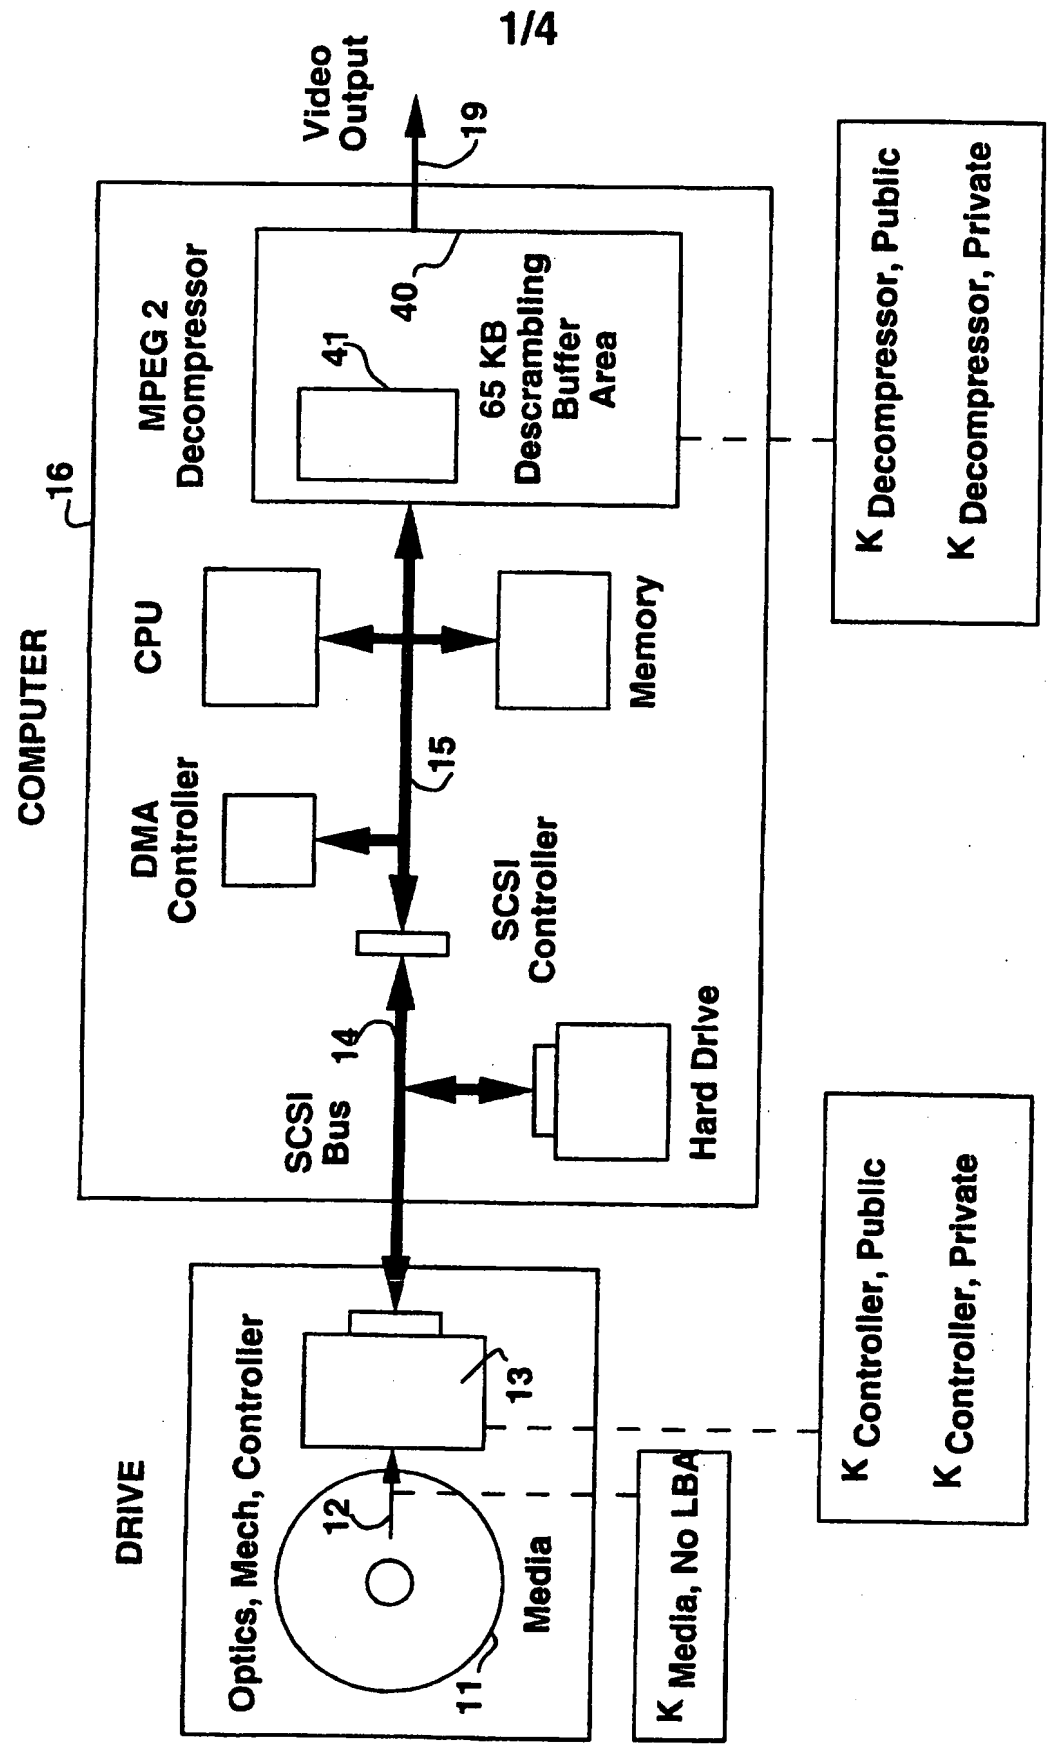 1/4
COMPUTER
16
MPEG 2
Decompressor
Video
Output
19
CPU
DMA
Controller
41
40
65 KB
Descrambling
Buffer
Area
15
Memory
SCSI
Controller
14
SCSI
Bus
Hard Drive
DRIVE
Optics, Mech, Controller
12
13
11
Media
K Media, No LBA
K Controller, Public
K Controller, Private
K Decompressor, Public
K Decompressor, Private